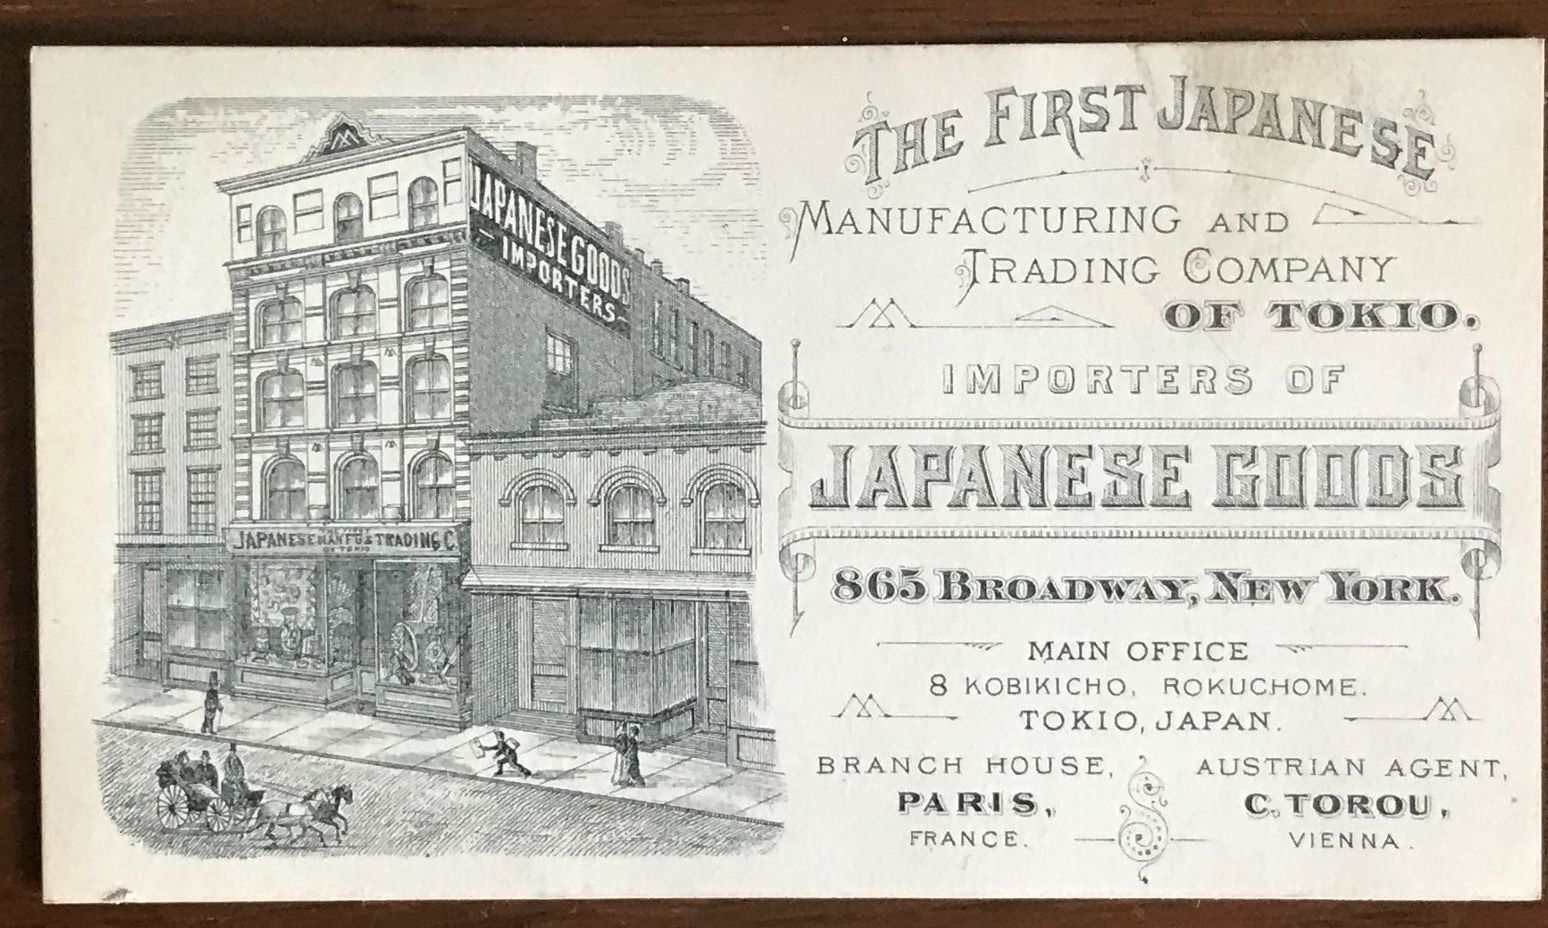 JAPANESE GOODS
IMPORTERS
JAPANESE MANFG & TRADING C
OF TOKIO
THE FIRST JAPANESE
MANUFACTURING AND
TRADING COMPANY
OF TOKIO.
IMPORTERS OF
JAPANESE GOODS
865 BROADWAY, NEW YORK.
MAIN OFFICE
8 KOBIKICHO, ROKUCHOME.
TOKIO, JAPAN.
BRANCH HOUSE,
PARIS,
FRANCE.
AUSTRIAN AGENT,
C. TOROU,
VIENNA.